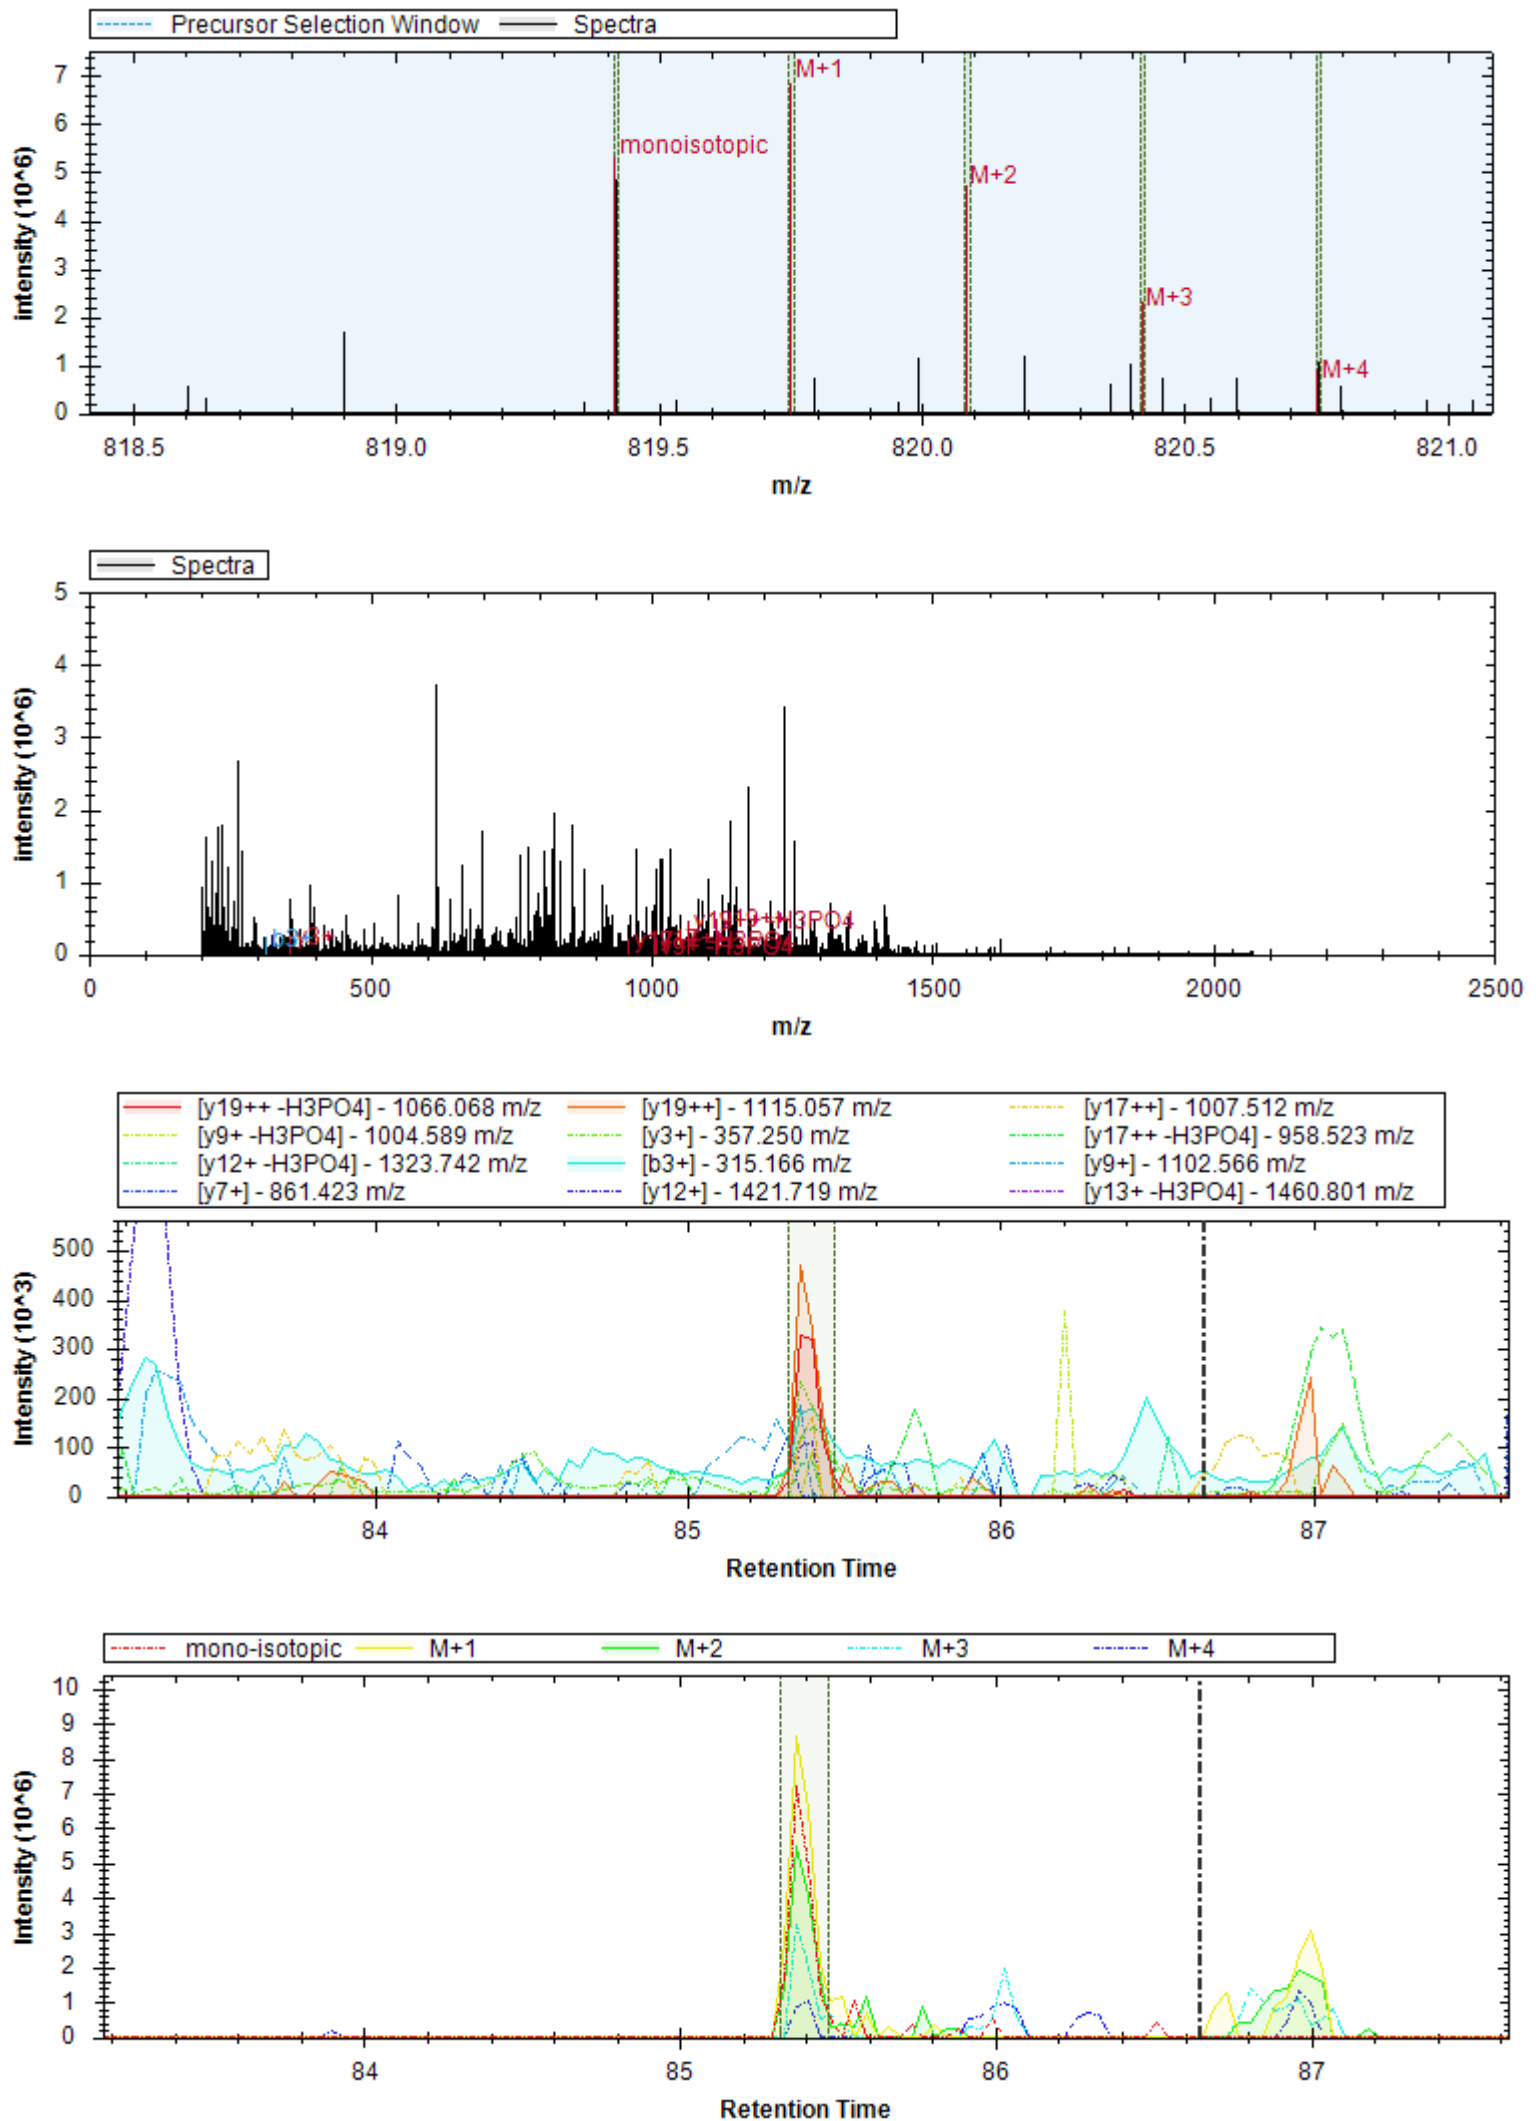 Precursor Selection Window Spectra
7
6
5
4
3
2
1
0
intensity (10^6)
monoisotopic
M+1
M+2
M+3
M+4
818.5 819.0 819.5 820.0 820.5 821.0
m/z
Spectra
5
4
3
2
1
0
intensity (10^6)
0 500 1000 1500 2000 2500
m/z
[y19++ -H3PO4] - 1066.068 m/z [y19++] - 1115.057 m/z [y17++] - 1007.512 m/z
[y9+ -H3PO4] - 1004.589 m/z [y3+] - 357.250 m/z [y17++ -H3PO4] - 958.523 m/z
[y12+ -H3PO4] - 1323.742 m/z [b3+] - 315.166 m/z [y9+] - 1102.566 m/z
[y7+] - 861.423 m/z [y12+] - 1421.719 m/z [y13+ -H3PO4] - 1460.801 m/z
500
400
300
200
100
0
Intensity (10^3)
84 85 86 87
Retention Time
mono-isotopic M+1 M+2 M+3 M+4
10
9
8
7
6
5
4
3
2
1
0
Intensity (10^6)
84 85 86 87
Retention Time